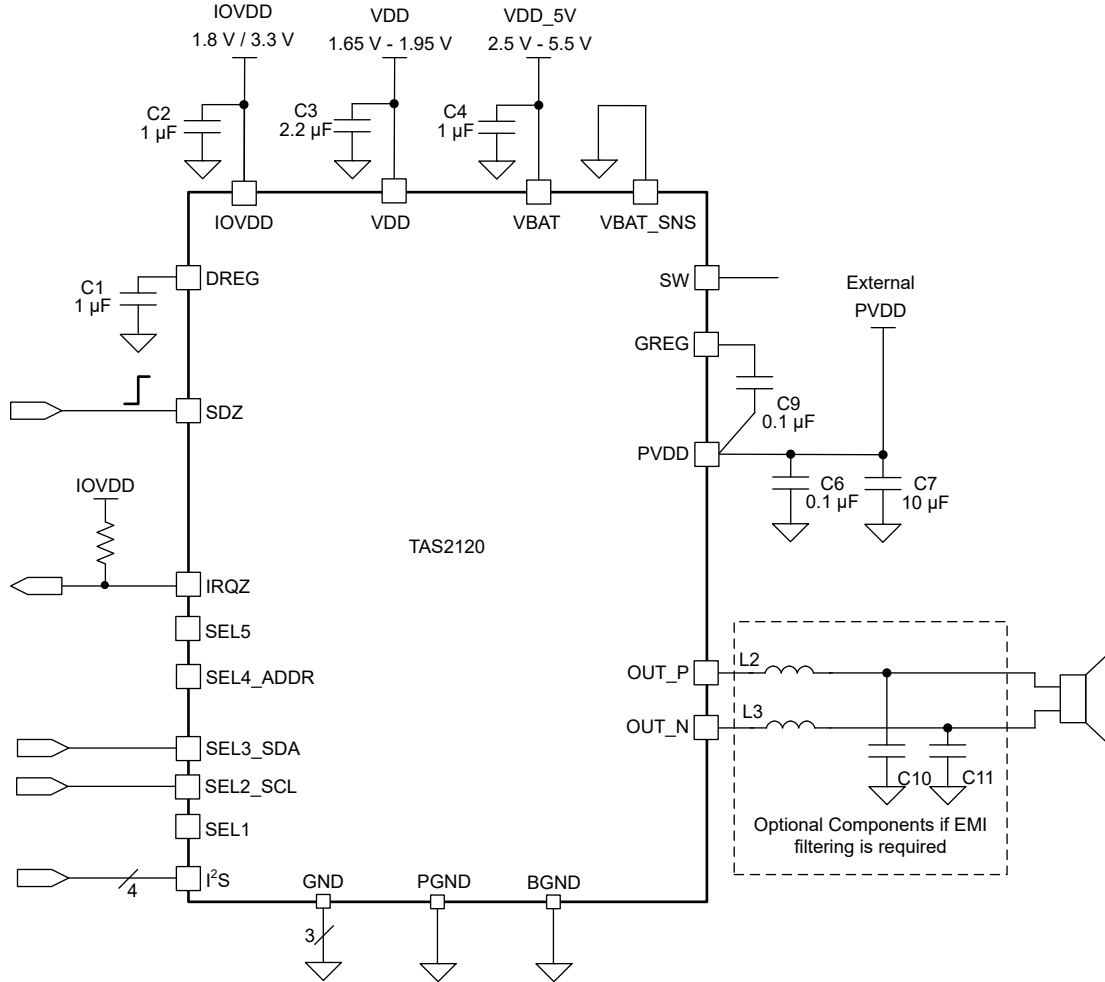 IOVDD
1.8 V / 3.3 V
VDD
1.65 V - 1.95 V
VDD_5V
2.5 V - 5.5 V
C2
1 µF
C3
2.2 µF
C4
1 µF
IOVDD
VDD
VBAT
VBAT_SNS
C1
1 µF
DREG
SW
External
PVDD
GREG
C9
0.1 µF
SDZ
PVDD
C6
0.1 µF
C7
10 µF
IOVDD
TAS2120
IRQZ
SEL5
SEL4_ADDR
OUT_P
L2
OUT_N
L3
SEL3_SDA
SEL2_SCL
C10
C11
SEL1
Optional Components if EMI
filtering is required
I²S
4
GND
PGND
BGND
3